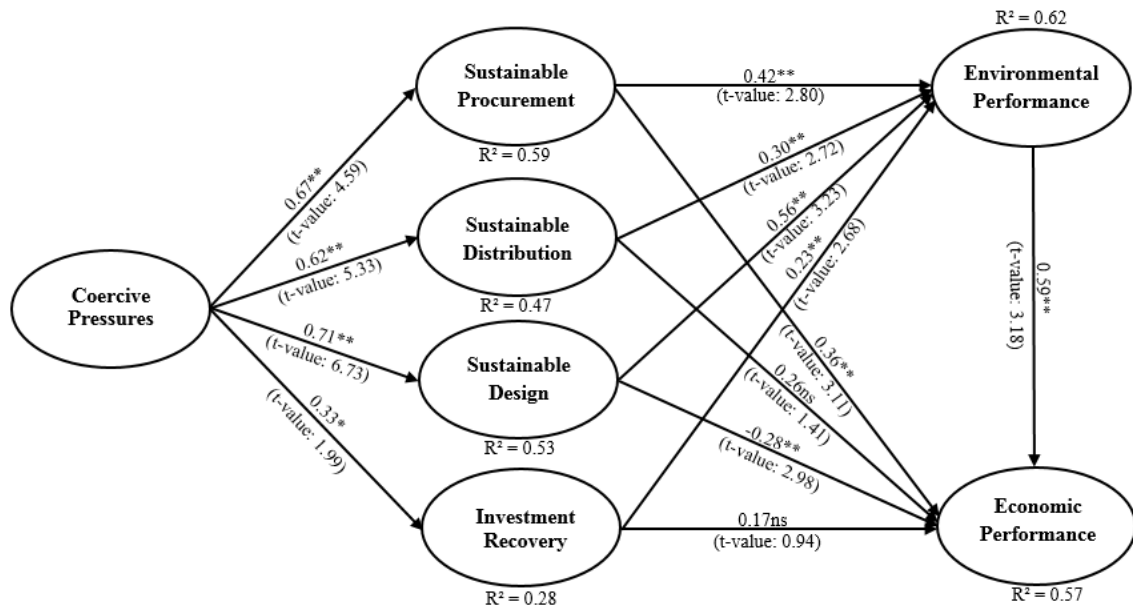 R² = 0.62
Sustainable
Procurement
R² = 0.59
0.42**
(t-value: 2.80)
Environmental
Performance
0.67**
(t-value: 4.59)
0.30**
(t-value: 2.72)
Sustainable
Distribution
R² = 0.47
0.62**
(t-value: 5.33)
0.56**
(t-value: 3.23)
0.23**
(t-value: 2.68)
Coercive
Pressures
0.59**
(t-value: 3.18)
0.71**
(t-value: 6.73)
Sustainable
Design
R² = 0.53
0.36**
(t-value: 3.11)
0.26ns
(t-value: 1.41)
0.33*
(t-value: 1.99)
-0.28**
(t-value: 2.98)
Investment
Recovery
R² = 0.28
0.17ns
(t-value: 0.94)
Economic
Performance
R² = 0.57